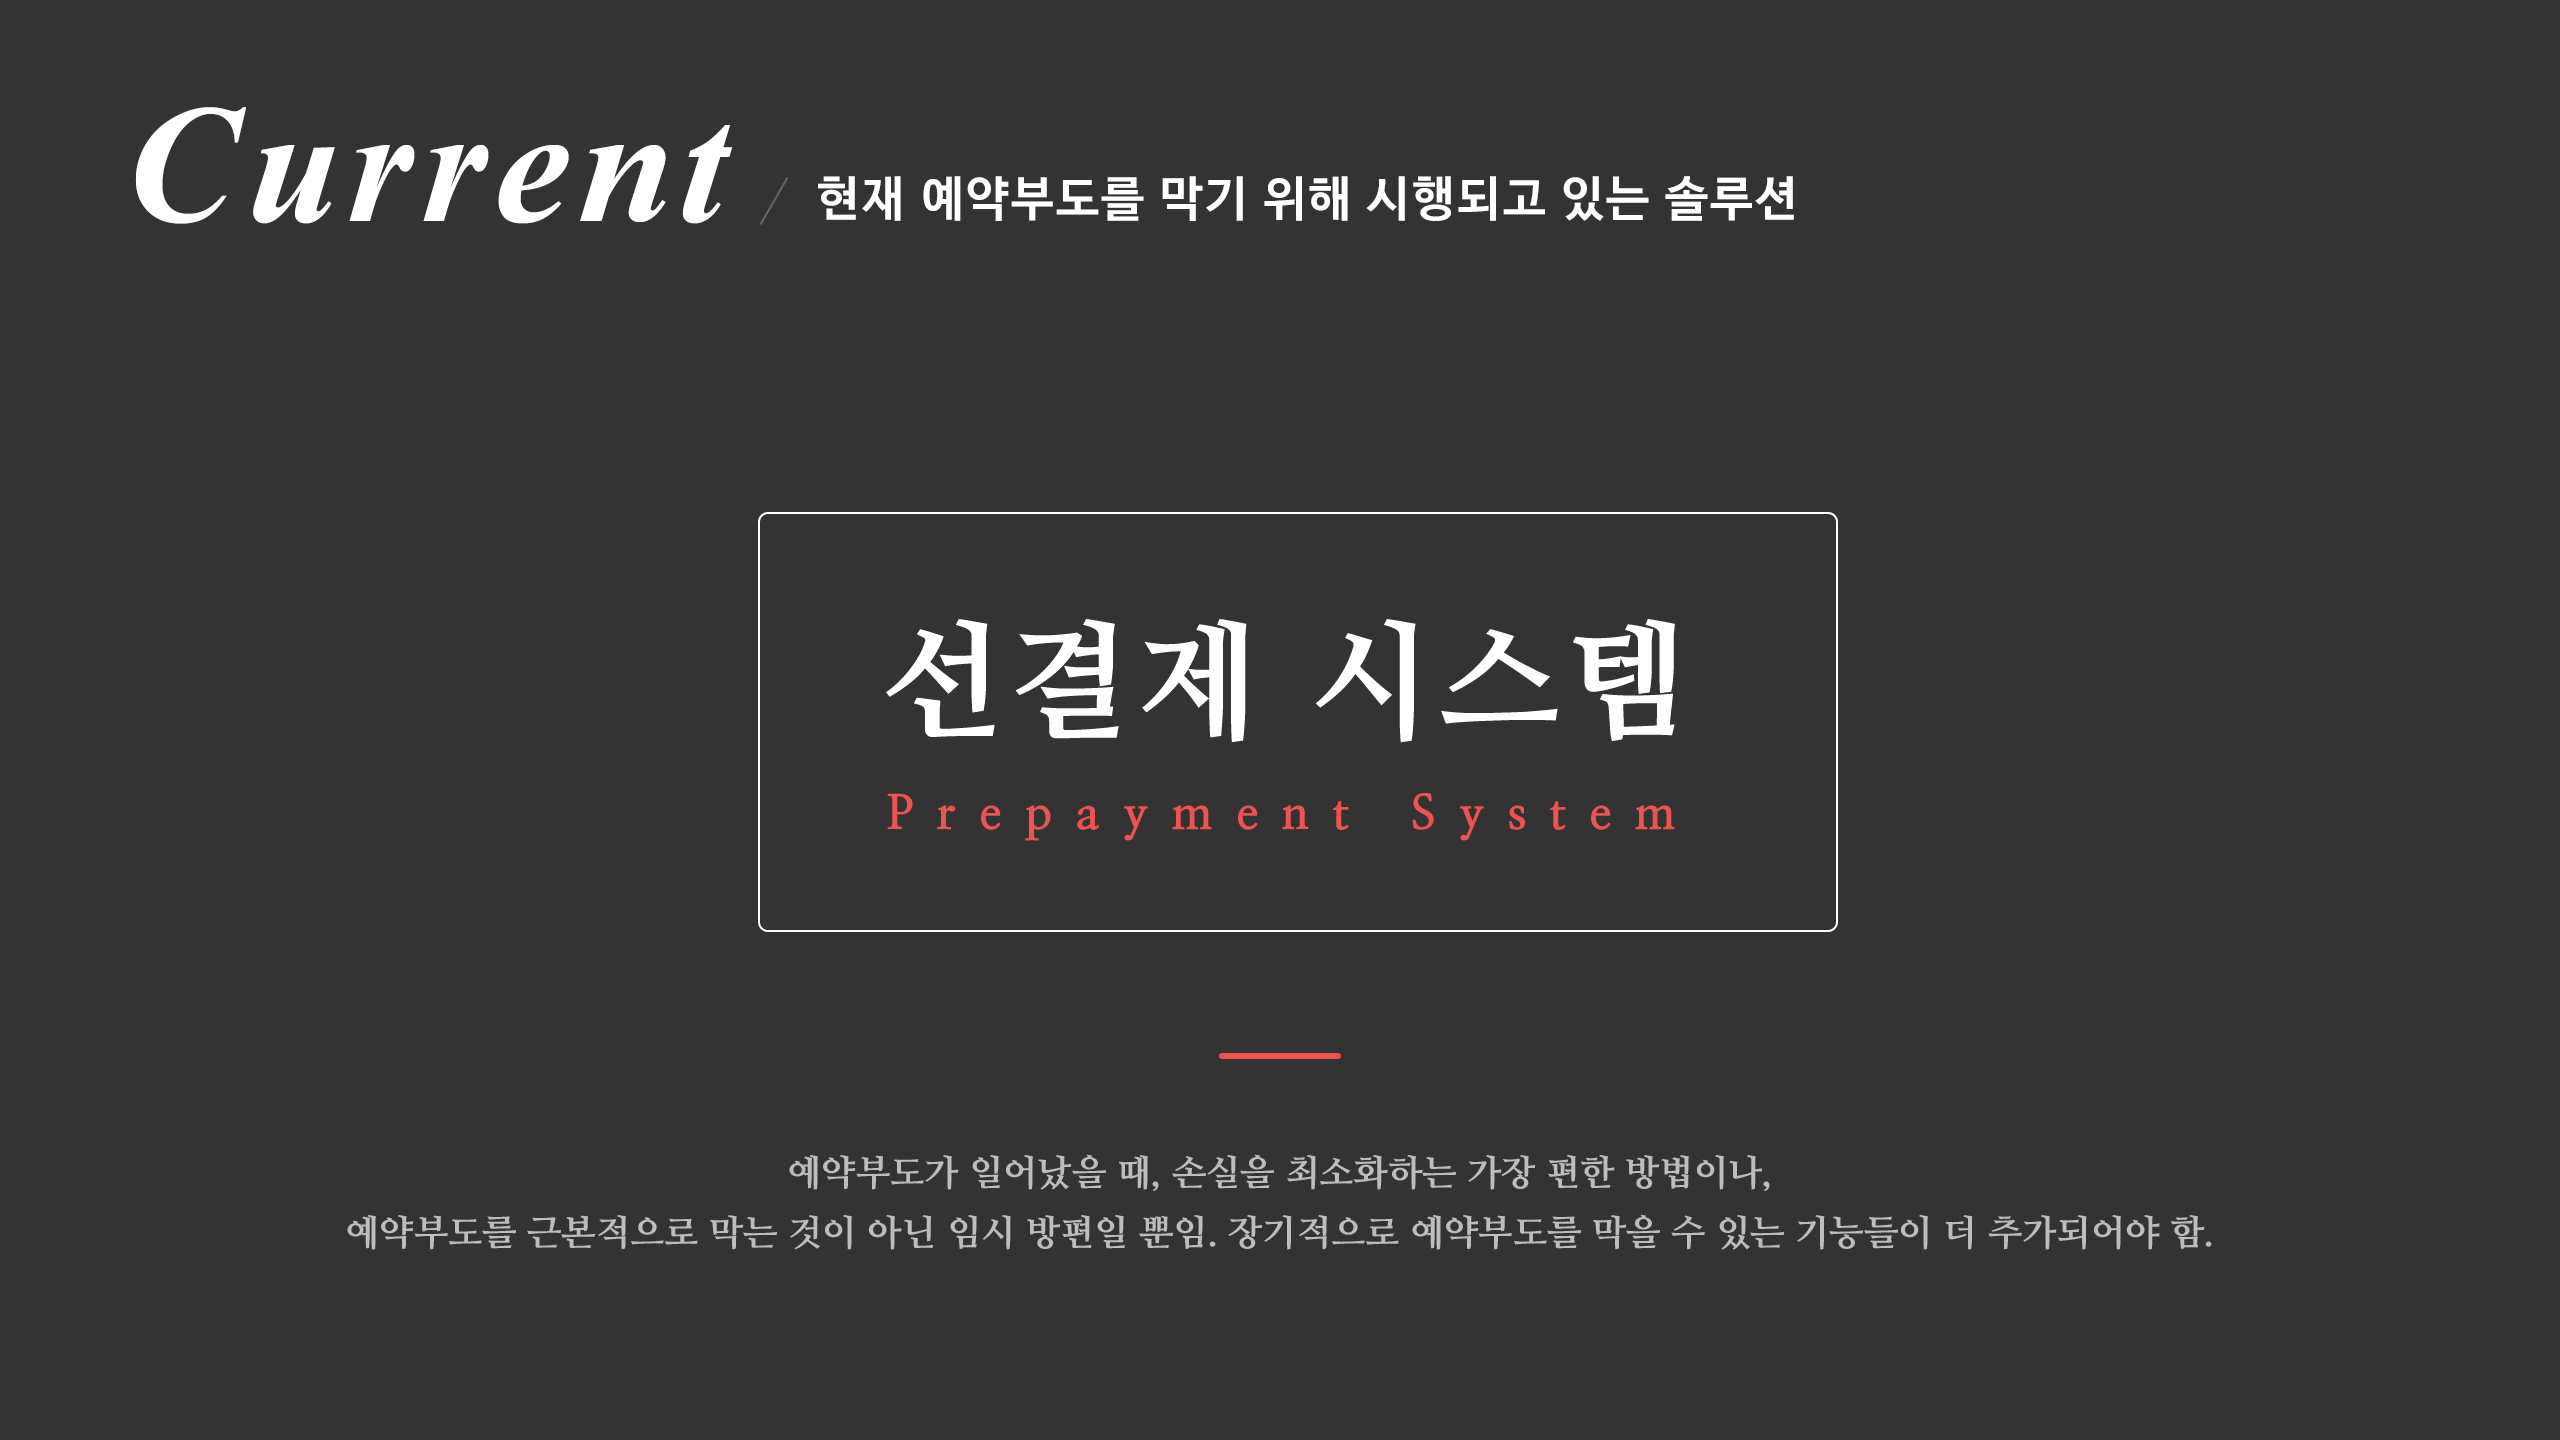 Current / 현재 예약부도를 막기 위해 시행되고 있는 솔루션
선결제 시스템
Prepayment System
예약부도가 일어났을 때, 손실을 최소화하는 가장 편한 방법이나,
예약부도를 근본적으로 막는 것이 아닌 임시 방편일 뿐임. 장기적으로 예약부도를 막을 수 있는 기능들이 더 추가되어야 함.